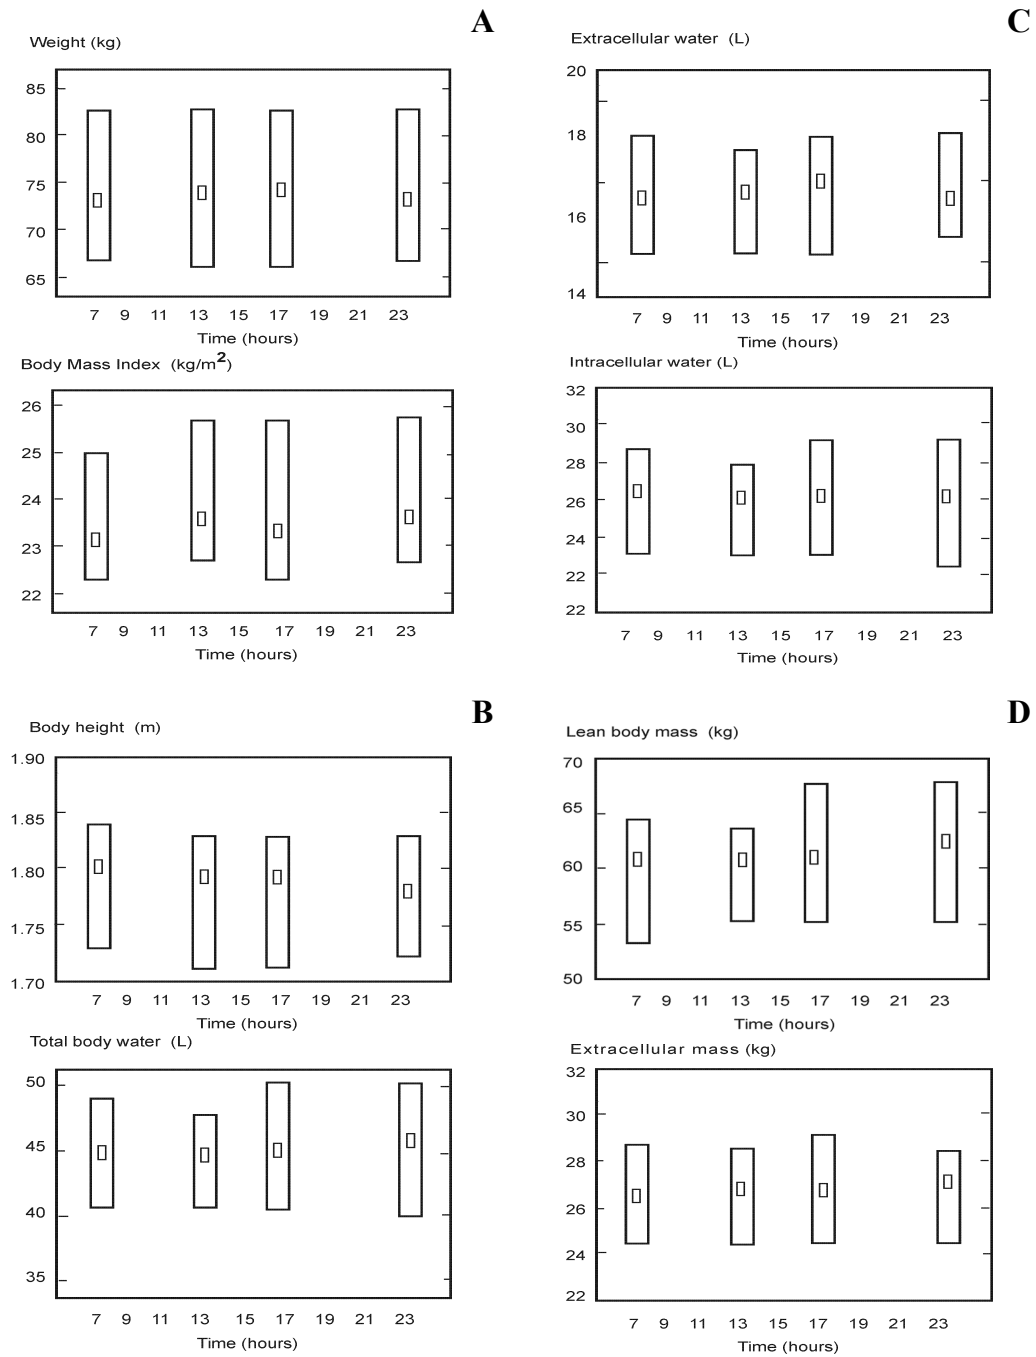 A
Weight (kg)
85
80
75
70
65
7 9 11 13 15 17 19 21 23
Time (hours)
Body Mass Index (kg/m²)
26
25
24
23
22
7 9 11 13 15 17 19 21 23
Time (hours)
C
Extracellular water (L)
20
18
16
14
7 9 11 13 15 17 19 21 23
Time (hours)
Intracellular water (L)
32
30
28
26
24
22
22
7 9 11 13 15 17 19 21 23
Time (hours)
B
Body height (m)
1.90
1.85
1.80
1.75
1.70
7 9 11 13 15 17 19 21 23
Time (hours)
Total body water (L)
50
45
40
35
7 9 11 13 15 17 19 21 23
Time (hours)
D
Lean body mass (kg)
70
65
60
55
50
7 9 11 13 15 17 19 21 23
Time (hours)
Extracellular mass (kg)
32
30
28
26
24
22
7 9 11 13 15 17 19 21 23
Time (hours)